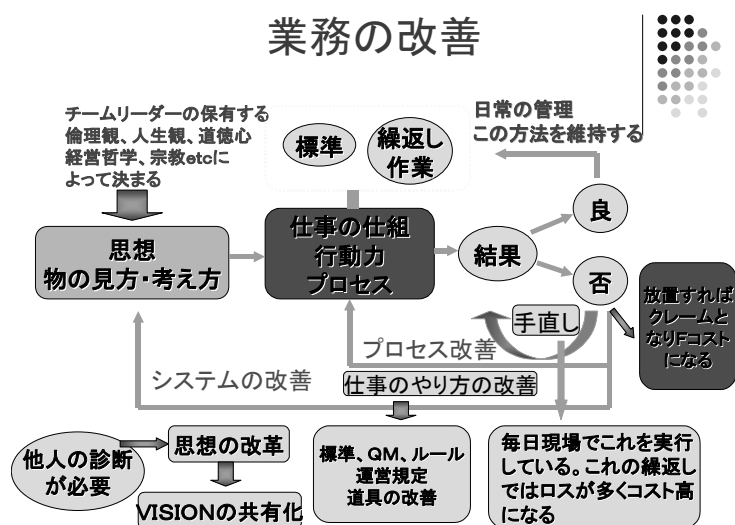 業務の改善
チームリーダーの保有する
倫理観、人生観、道徳心
経営哲学、宗教etcに
よって決まる
標準
繰返し
作業
日常の管理
この方法を維持する
思想
物の見方・考え方
仕事の仕組
行動力
プロセス
結果
良
否
放置すれば
クレームと
なりFコスト
になる
手直し
プロセス改善
システムの改善
仕事のやり方の改善
他人の診断
が必要
思想の改革
VISIONの共有化
標準、QM、ルール
運営規定
道具の改善
毎日現場でこれを実行
している。これの繰返し
ではロスが多くコスト高
になる